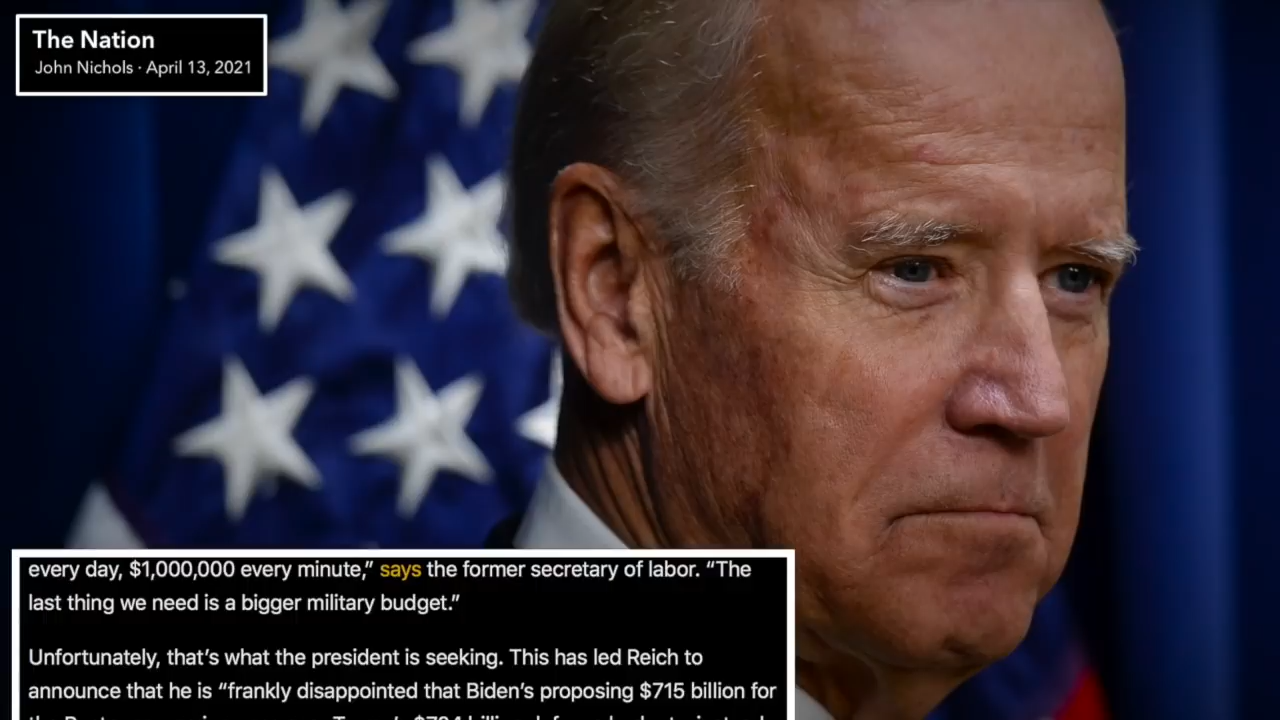 The Nation
John Nichols · April 13, 2021
every day, $1,000,000 every minute,” says the former secretary of labor. “The
last thing we need is a bigger military budget.”
Unfortunately, that’s what the president is seeking. This has led Reich to
announce that he is “frankly disappointed that Biden’s proposing $715 billion for